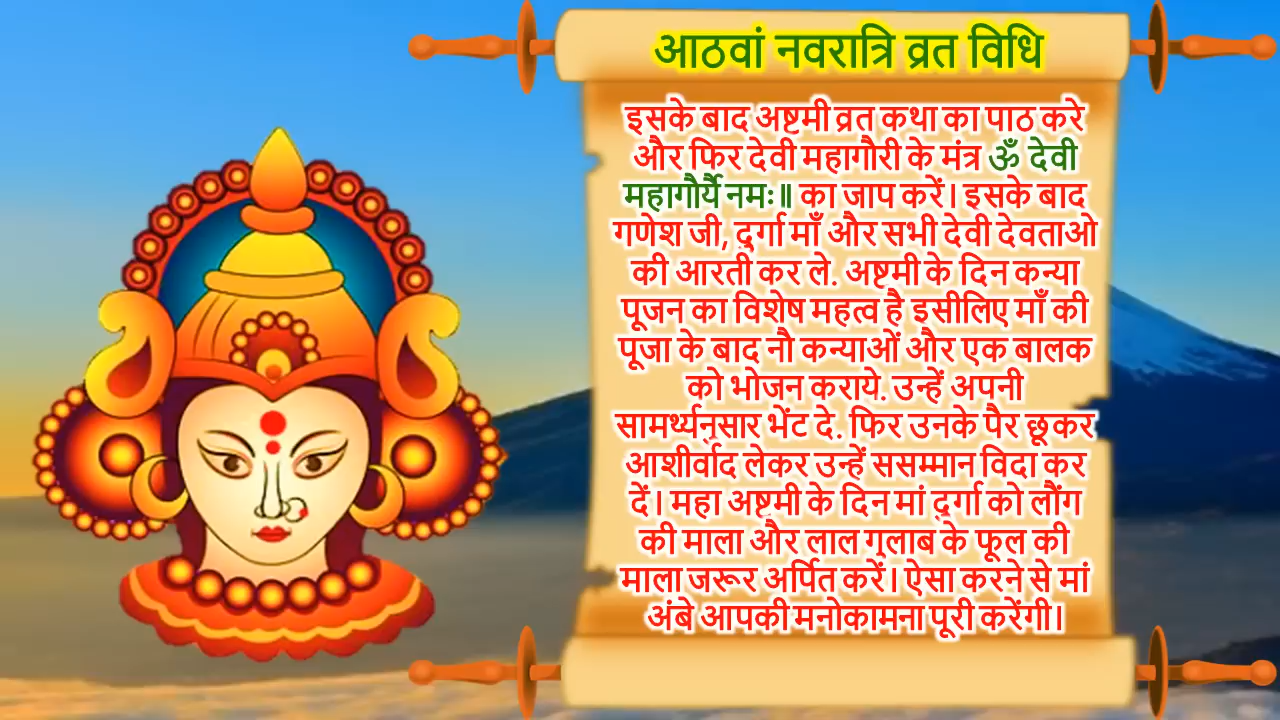 आठवां नवरात्रि व्रत विधि
इसके बाद अष्टमी व्रत कथा का पाठ करे
और फिर देवी महागौरी के मंत्र ॐ देवी
महागौर्यै नमः॥ का जाप करें। इसके बाद
गणेश जी, दुर्गा माँ और सभी देवी देवताओ
की आरती कर ले. अष्टमी के दिन कन्या
पूजन का विशेष महत्व है इसीलिए माँ की
पूजा के बाद नौ कन्याओं और एक बालक
को भोजन कराये. उन्हें अपनी
सामर्थ्यनुसार भेंट दे. फिर उनके पैर छूकर
आशीर्वाद लेकर उन्हें ससम्मान विदा कर
दें। महा अष्टमी के दिन मां दुर्गा को लौंग
की माला और लाल गुलाब के फूल की
माला जरूर अर्पित करें। ऐसा करने से मां
अंबे आपकी मनोकामना पूरी करेंगी।